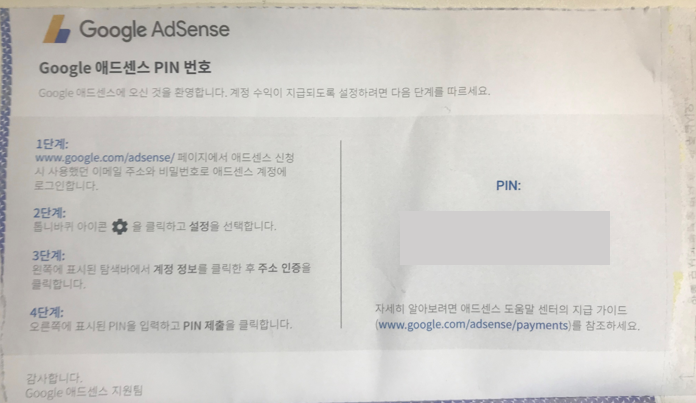 Google AdSense
Google 애드센스 PIN 번호
Google 애드센스에 오신 것을 환영합니다. 계정 수익이 지급되도록 설정하려면 다음 단계를 따르세요.
1단계:
www.google.com/adsense/ 페이지에서 애드센스 신청
시 사용했던 이메일 주소와 비밀번호로 애드센스 계정에
로그인합니다.
2단계:
톱니바퀴 아이콘 을 클릭하고 설정을 선택합니다.
3단계:
왼쪽에 표시된 탐색바에서 계정 정보를 클릭한 후 주소 인증을
클릭합니다.
4단계:
오른쪽에 표시된 PIN을 입력하고 PIN 제출을 클릭합니다.
PIN:
자세히 알아보려면 애드센스 도움말 센터의 지급 가이드
(www.google.com/adsense/payments)를 참조하세요.
감사합니다.
Google 애드센스 지원팀